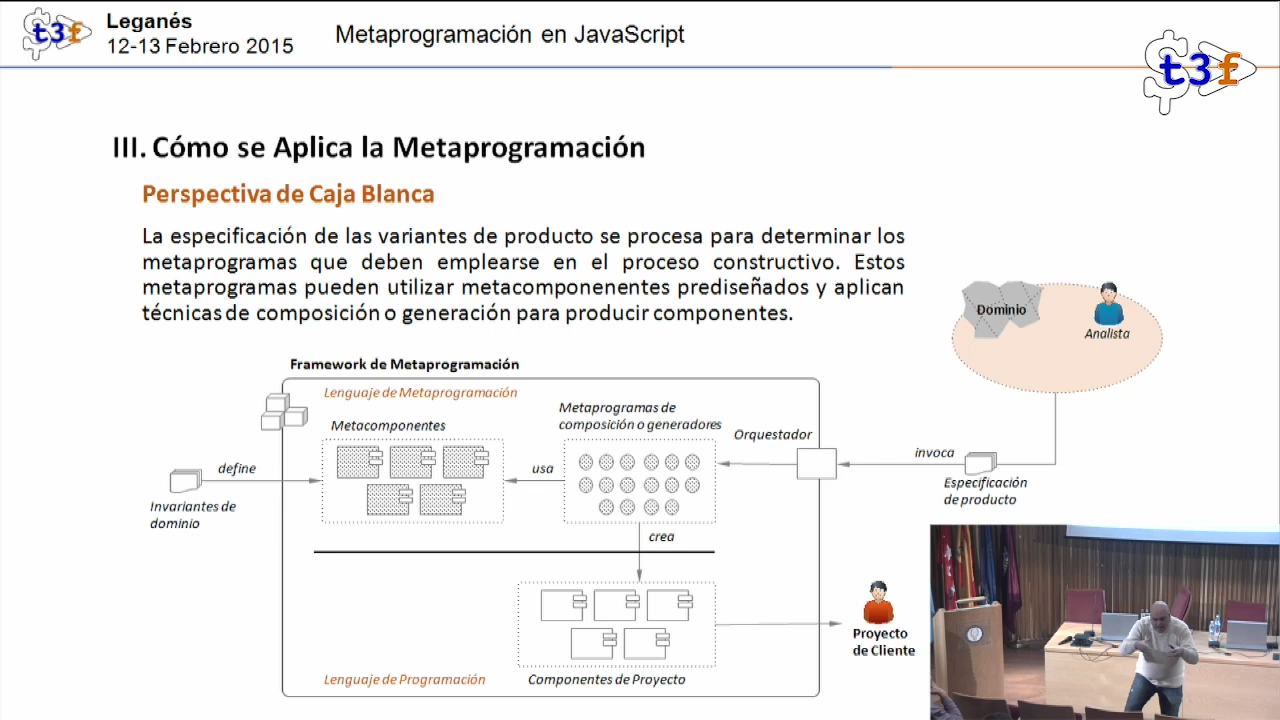 t3f
Leganés
12-13 Febrero 2015
Metaprogramación en JavaScript
t3f
III. Cómo se Aplica la Metaprogramación
Perspectiva de Caja Blanca
La especificación de las variantes de producto se procesa para determinar los
metaprogramas que deben emplearse en el proceso constructivo. Estos
metaprogramas pueden utilizar metacomponenentes prediseñados y aplican
técnicas de composición o generación para producir componentes.
Dominio
Analista
Framework de Metaprogramación
Lenguaje de Metaprogramación
Metacomponentes
Metaprogramas de
composición o generadores
Orquestador
invoca
define
usa
Especificación
de producto
Invariantes de
dominio
crea
Proyecto
de Cliente
Lenguaje de Programación
Componentes de Proyecto